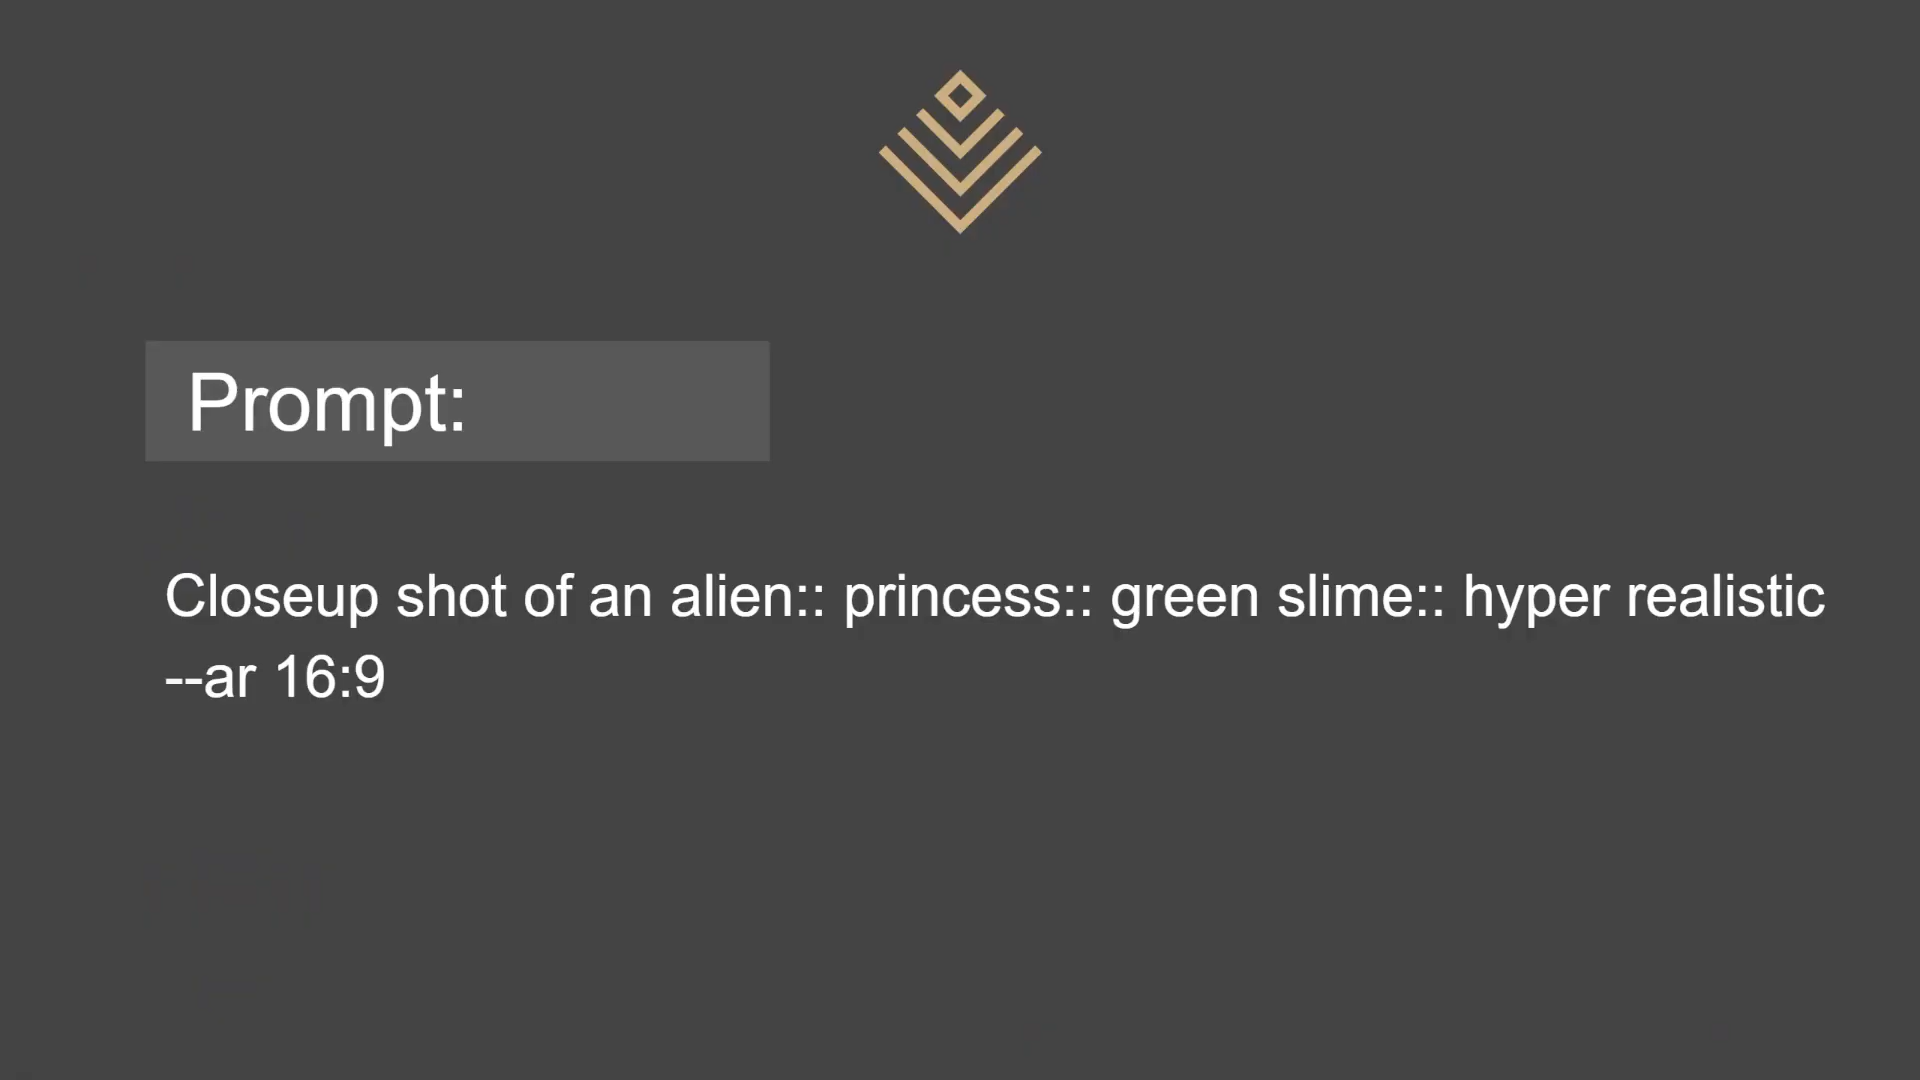 Prompt:
Closeup shot of an alien:: princess:: green slime:: hyper realistic
--ar 16:9